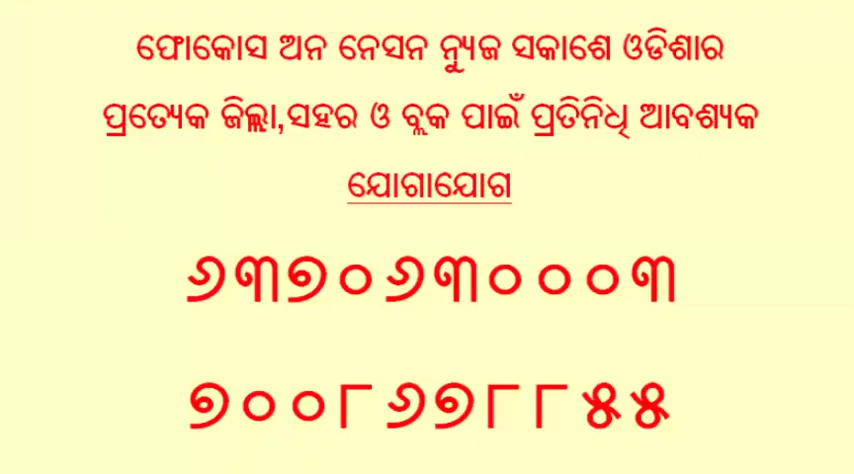 ଫୋକୋସ ଅନ ନେସନ ନ୍ୟୁଜ ସକାଶେ ଓଡିଶାର
ପ୍ରତ୍ୟେକ ଜିଲ୍ଲା,ସହର ଓ ବ୍ଲକ ପାଇଁ ପ୍ରତିନିଧି ଆବଶ୍ୟକ
ଯୋଗାଯୋଗ
୬୩୭୦୬୩୦୦୦୩
୭୦୦୮୬୭୮୮୫୫